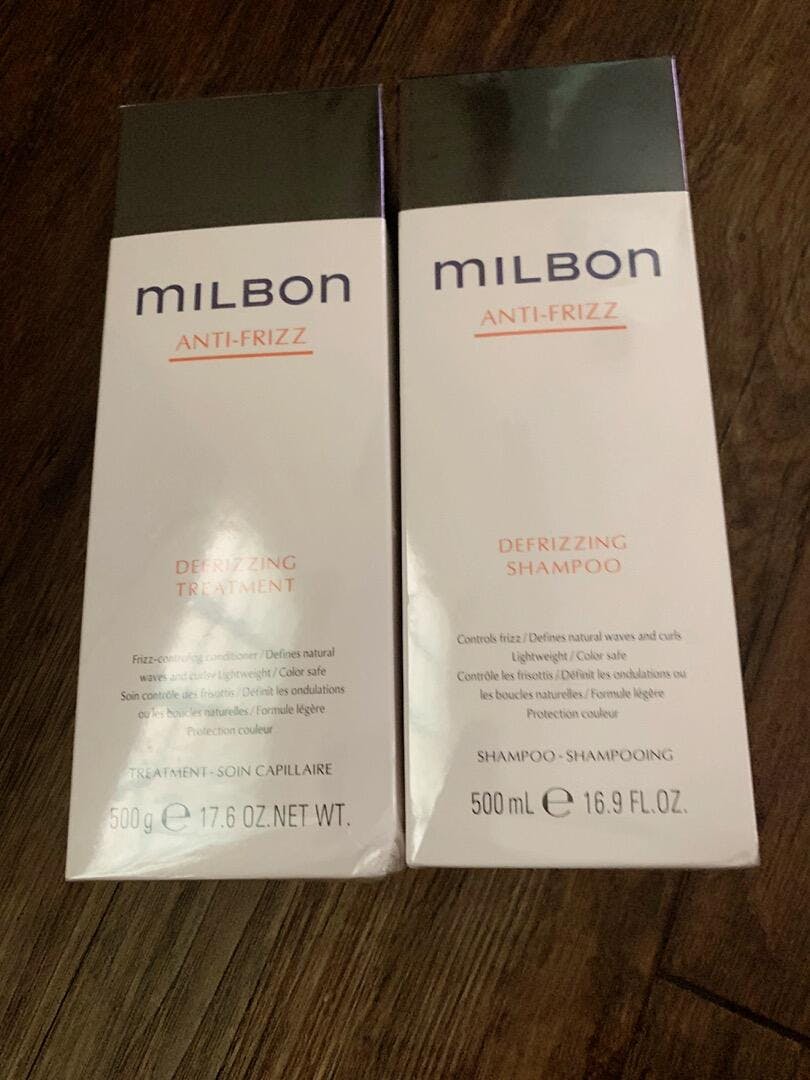 mILBOn
ANTI-FRIZZ
DEFRIZZING
TREATMENT
Frizz-controlling conditioner / Defines natural
waves and curls / Lightweight / Color safe
Soin contrôle des frisottis / Définit les ondulations
ou les boucles naturelles / Formule légère
Protection couleur
TREATMENT - SOIN CAPILLAIRE
500 g e 17.6 OZ. NET WT.
mILBOn
ANTI-FRIZZ
DEFRIZZING
SHAMPOO
Controls frizz / Defines natural waves and curls
Lightweight / Color safe
Contrôle les frisottis / Définit les ondulations ou
les boucles naturelles / Formule légère
Protection couleur
SHAMPOO - SHAMPOOING
500 mL e 16.9 FL.OZ.